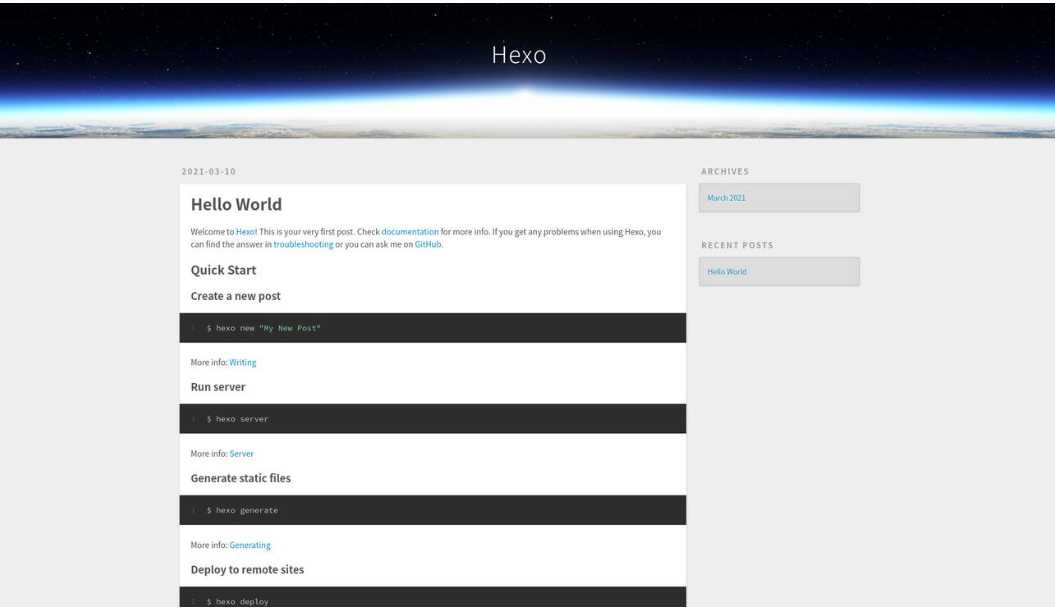 Hexo
2021-03-10
Hello World
Welcome to Hexo! This is your very first post. Check documentation for more info. If you get any problems when using Hexo, you
can find the answer in troubleshooting or you can ask me on GitHub.
Quick Start
Create a new post
1 $ hexo new "My New Post"
More info: Writing
Run server
1 $ hexo server
More info: Server
Generate static files
1 $ hexo generate
More info: Generating
Deploy to remote sites
1 $ hexo deploy
ARCHIVES
March 2021
RECENT POSTS
Hello World